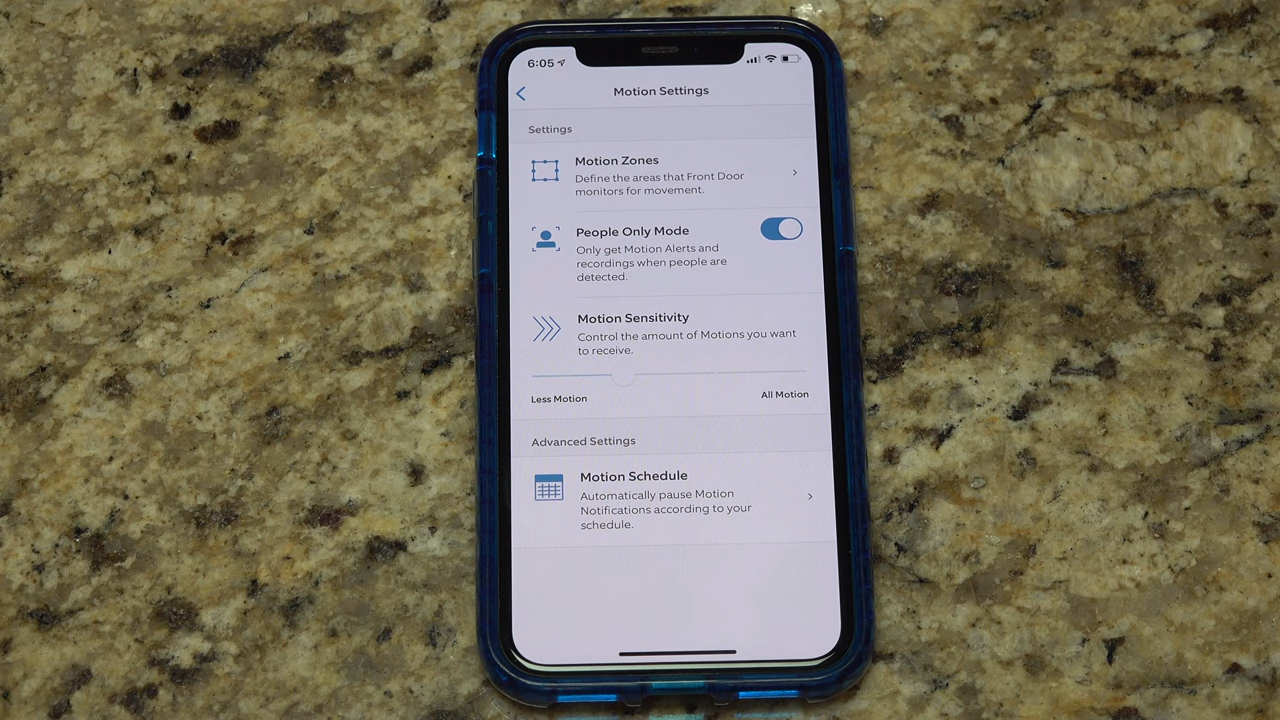 6:05
Motion Settings
Settings
Motion Zones
Define the areas that Front Door
monitors for movement.
People Only Mode
Only get Motion Alerts and
recordings when people are
detected.
Motion Sensitivity
Control the amount of Motions you want
to receive.
Less Motion
All Motion
Advanced Settings
Motion Schedule
Automatically pause Motion
Notifications according to your
schedule.